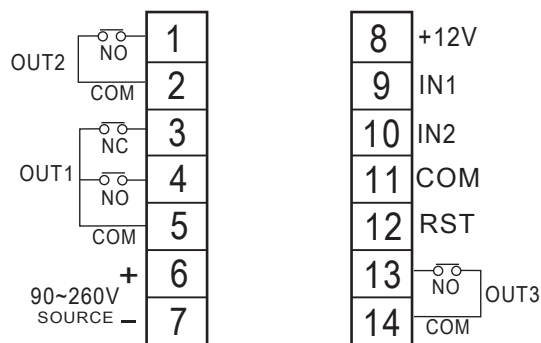 1 8 +12V
NO
OUT2
2 9 IN1
COM
3 10 IN2
NC
OUT1 4 11 COM
NO
5 12 RST
COM
+ 6 13
NO
90~260V
OUT3
SOURCE – 7 14
COM